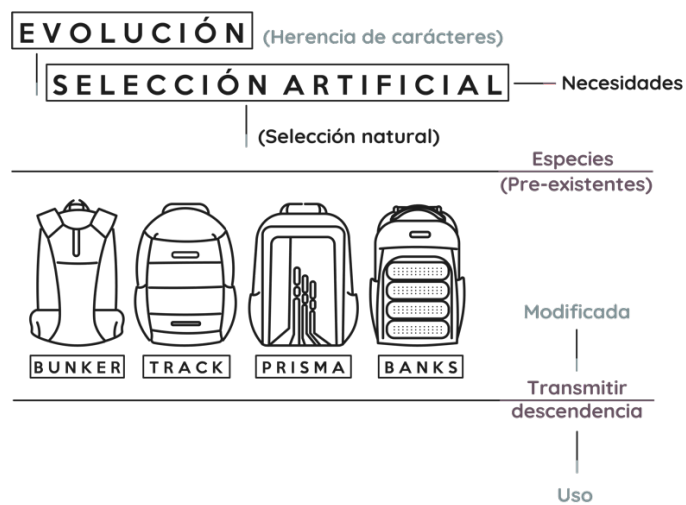 EVOLUCIÓN (Herencia de carácteres)
SELECCIÓN ARTIFICIAL Necesidades
(Selección natural)
Especies
(Pre-existentes)
BUNKER TRACK PRISMA BANKS
Modificada
Transmitir
descendencia
Uso